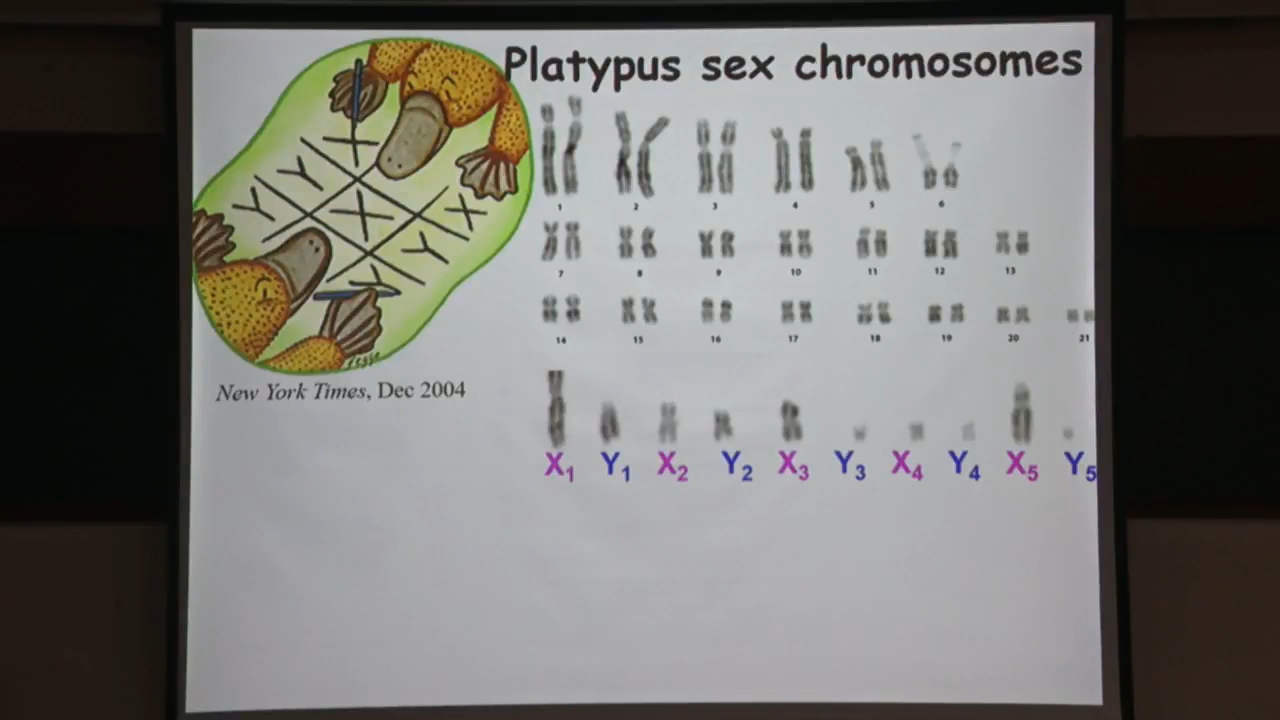 Platypus sex chromosomes
X
Y X
Y X X
Y
Y
Tesse
New York Times, Dec 2004
1 2 3 4 5 6
7 8 9 10 11 12 13
14 15 16 17 18 19 20 21
X1 Y1 X2 Y2 X3 Y3 X4 Y4 X5 Y5